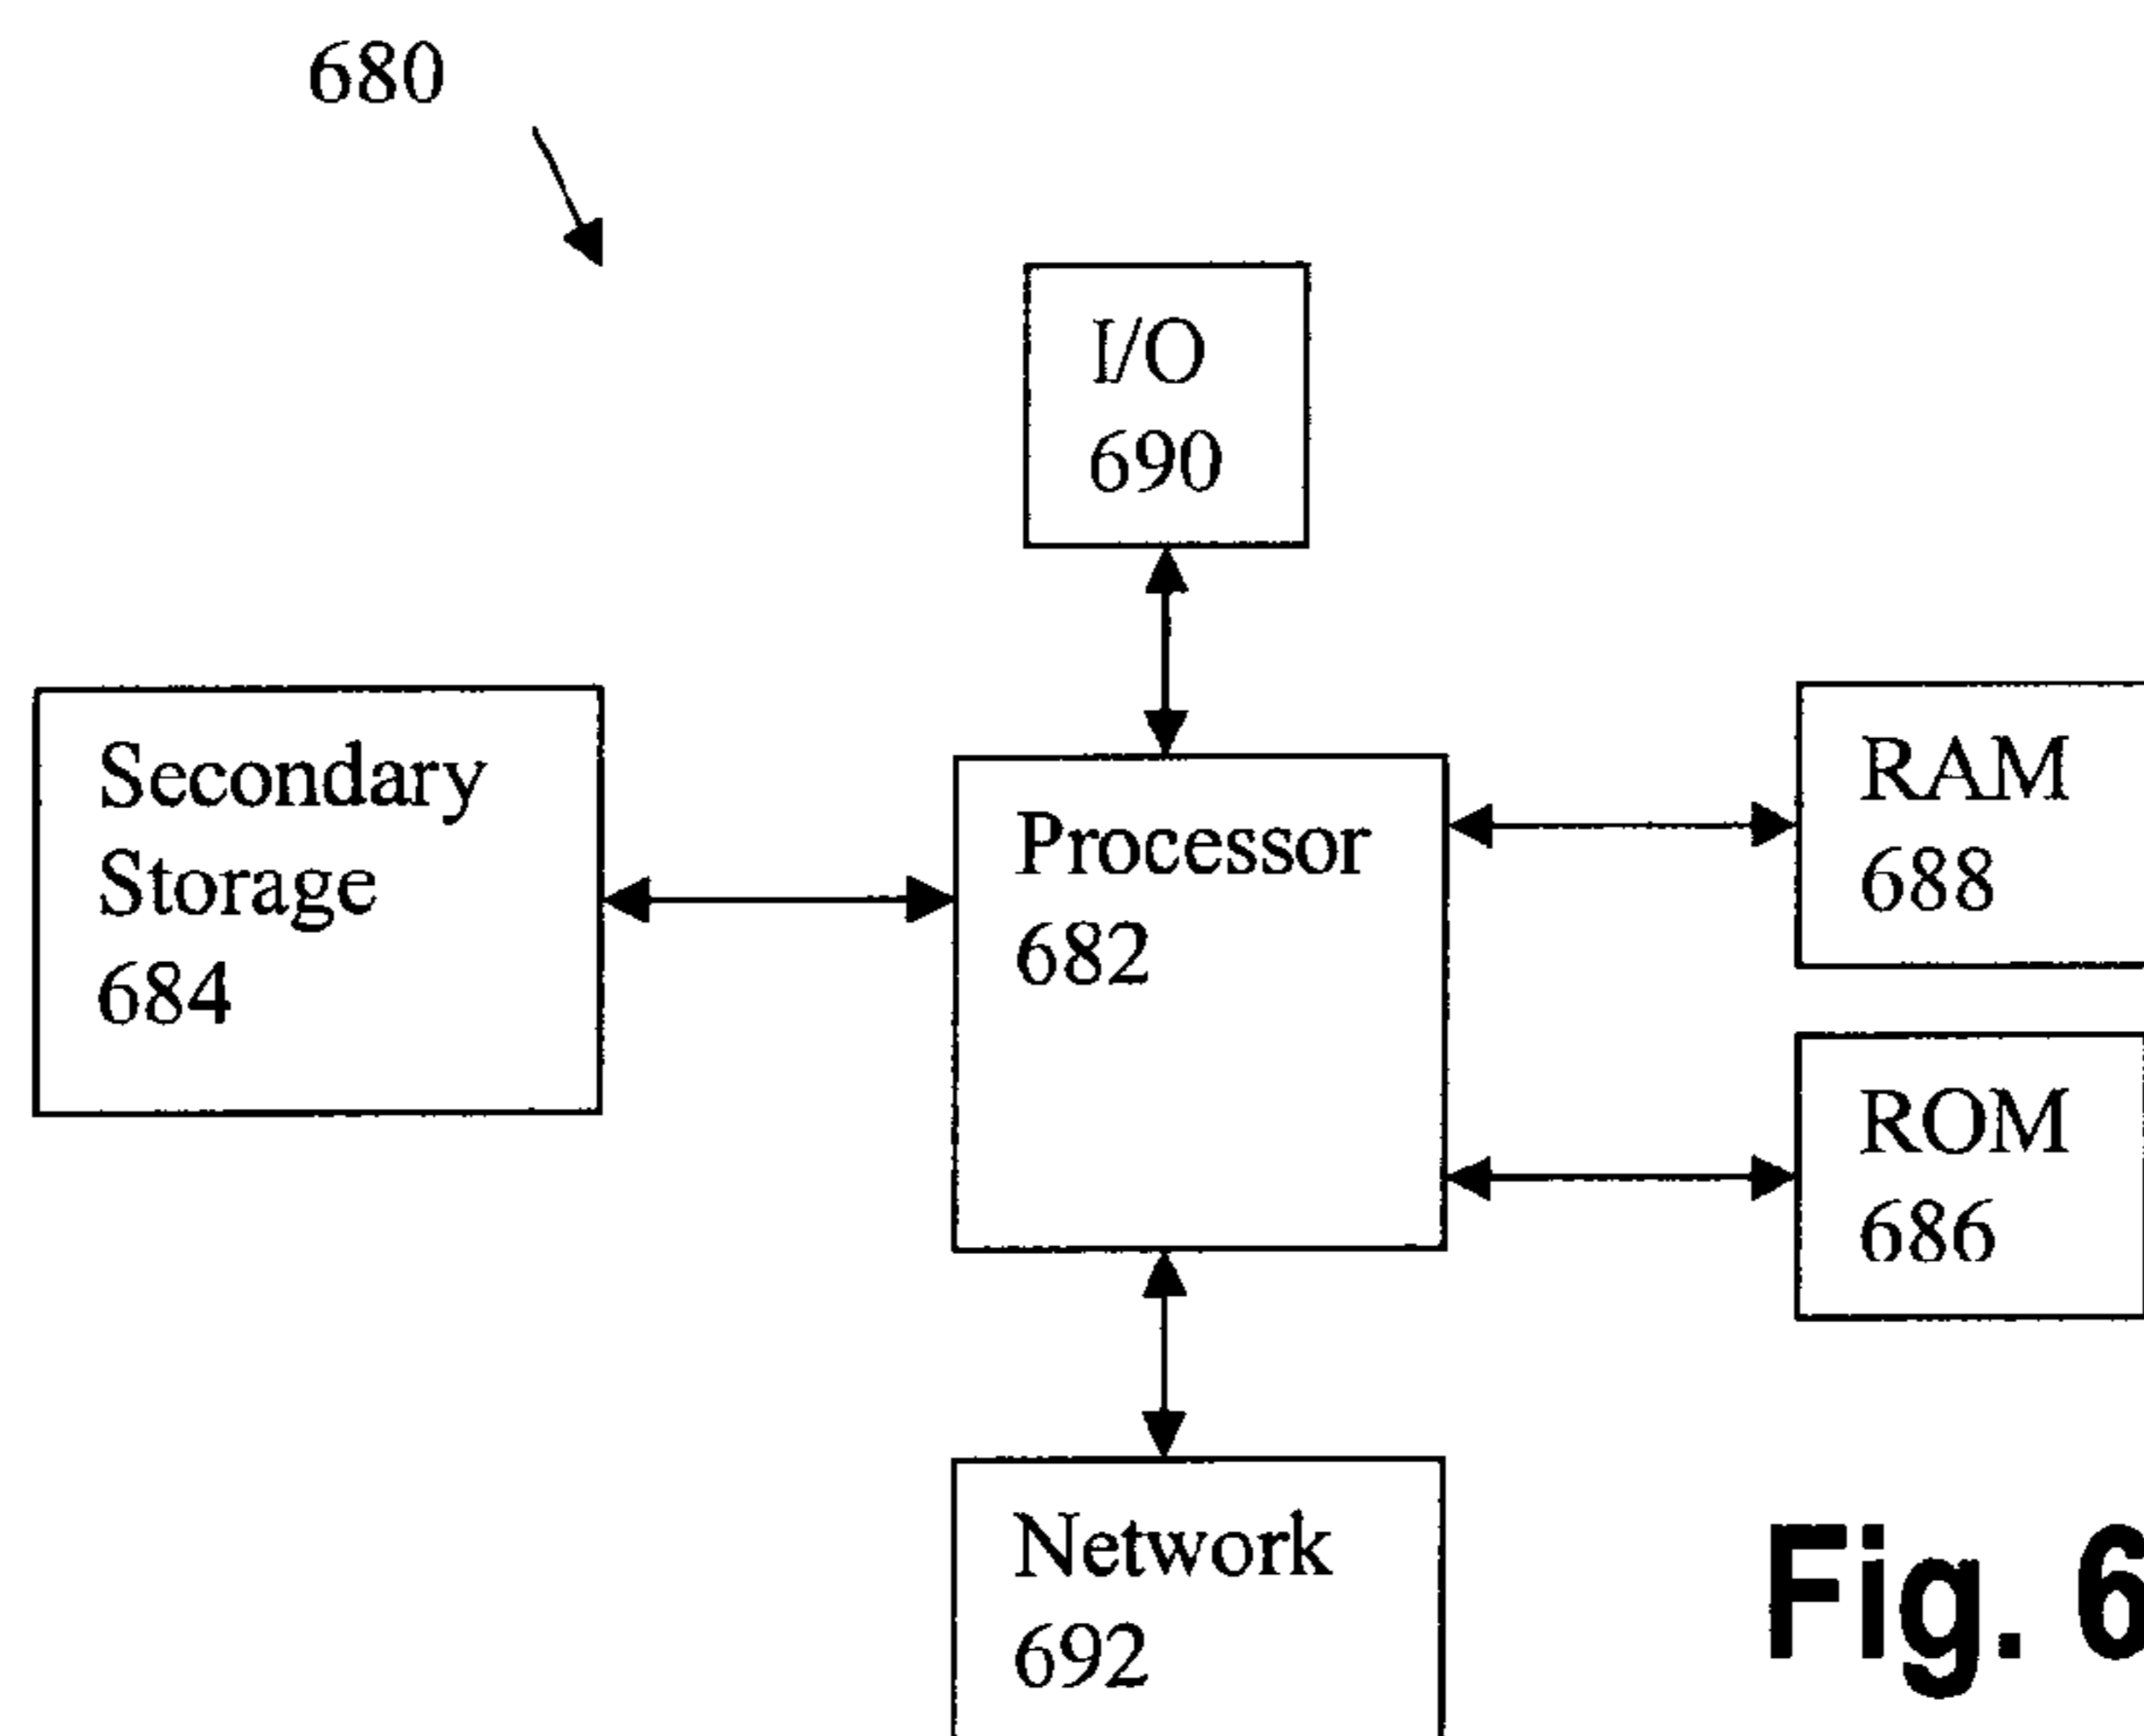 680
I/O
690
Secondary
Storage
684
Processor
682
RAM
688
ROM
686
Network
692
Fig. 6